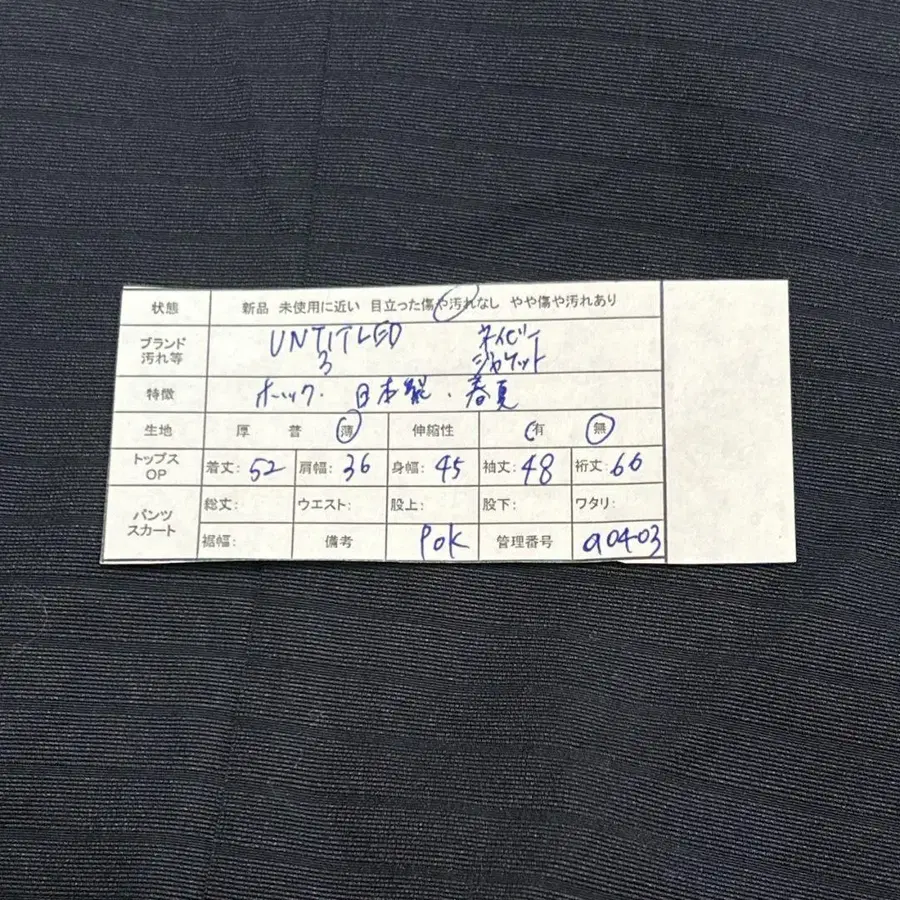 状態 新品 未使用に近い 目立った傷や汚れなし やや傷や汚れあり
ブランド 汚れ等 UNTITLED 3 ネイビー ジャケット
特徴 ホック・日本製・春夏
生地 厚 普 薄 伸縮性 有 無
トップス OP 着丈: 52 肩幅: 36 身幅: 45 袖丈: 48 裄丈: 66
パンツ スカート 総丈: ウエスト: 股上: 股下: ワタリ:
裾幅: 備考 POK 管理番号 a0403